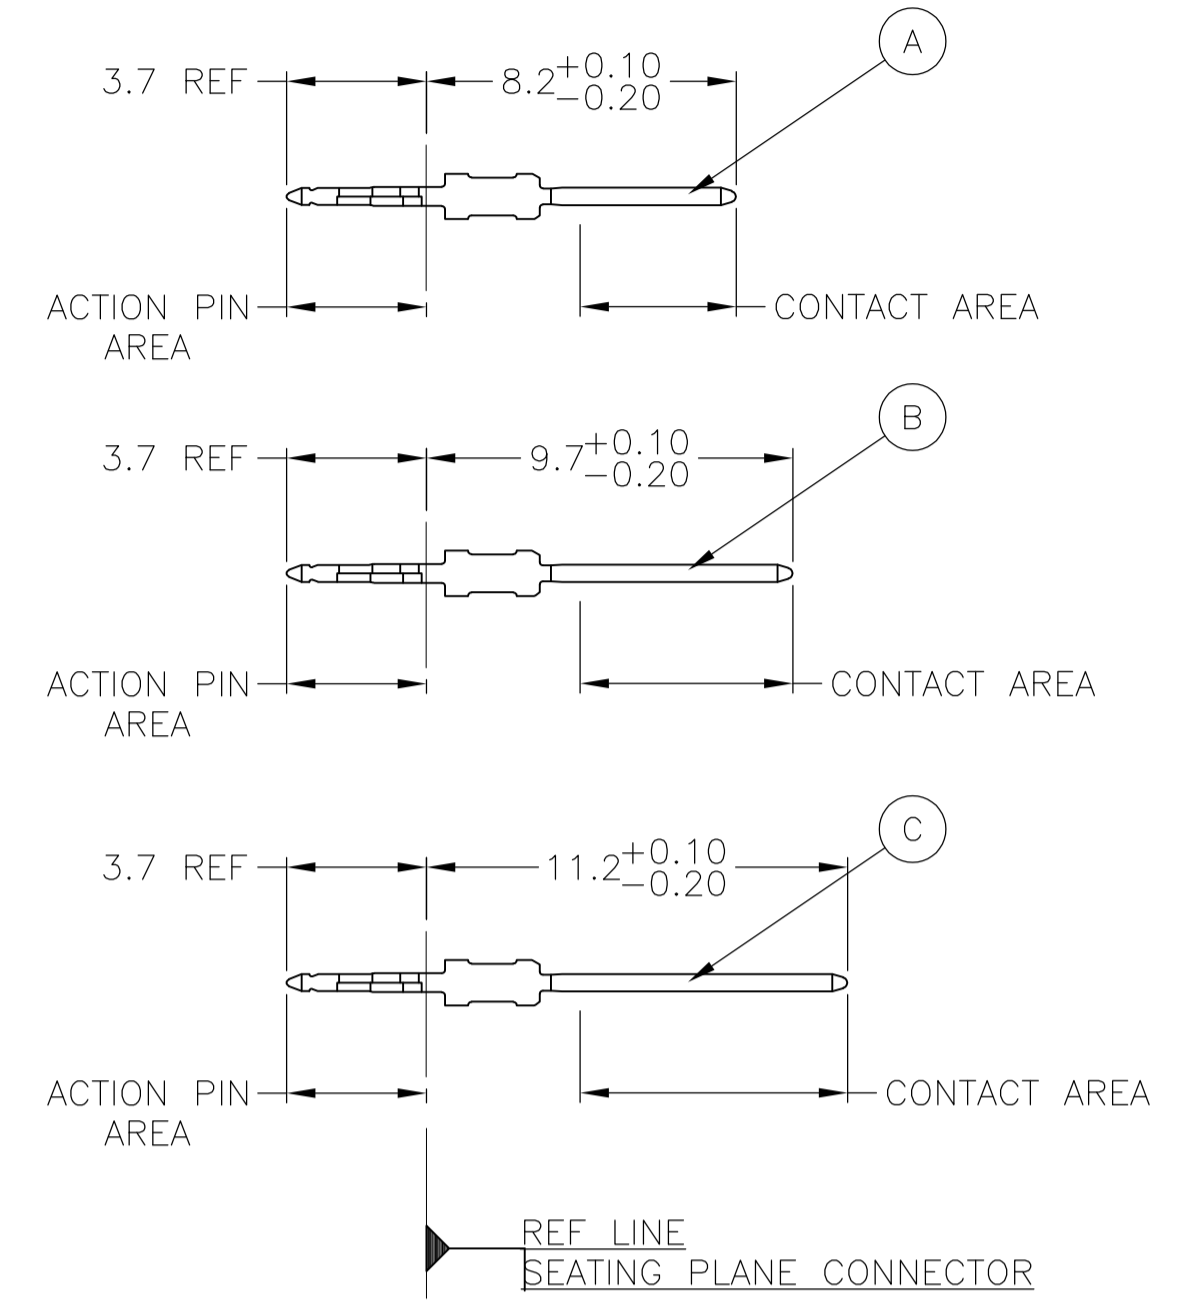 A
3.7 REF 8.2 +0.10
-0.20
ACTION PIN
AREA
CONTACT AREA
B
3.7 REF 9.7 +0.10
-0.20
ACTION PIN
AREA
CONTACT AREA
C
3.7 REF 11.2 +0.10
-0.20
ACTION PIN
AREA
CONTACT AREA
REF LINE
SEATING PLANE CONNECTOR